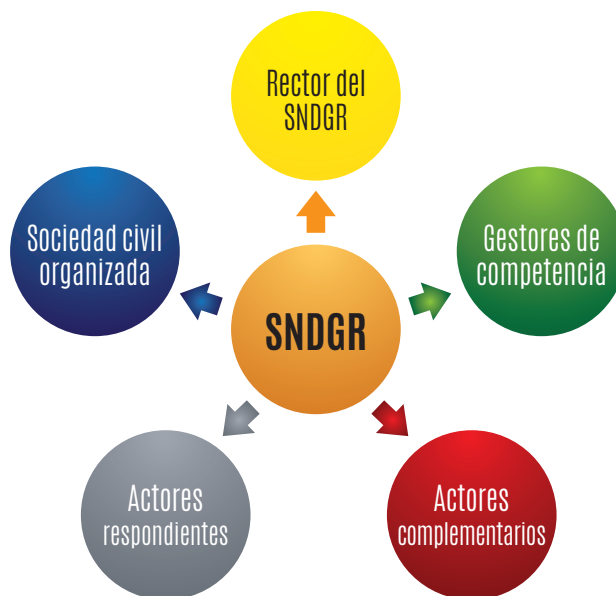 Rector del
SNDGR
Sociedad civil
organizada
Gestores de
competencia
SNDGR
Actores
respondientes
Actores
complementarios